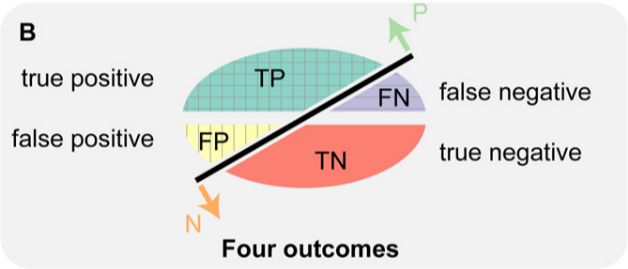 B
P
true positive
TP
FN
false negative
false positive
FP
TN
true negative
N
Four outcomes